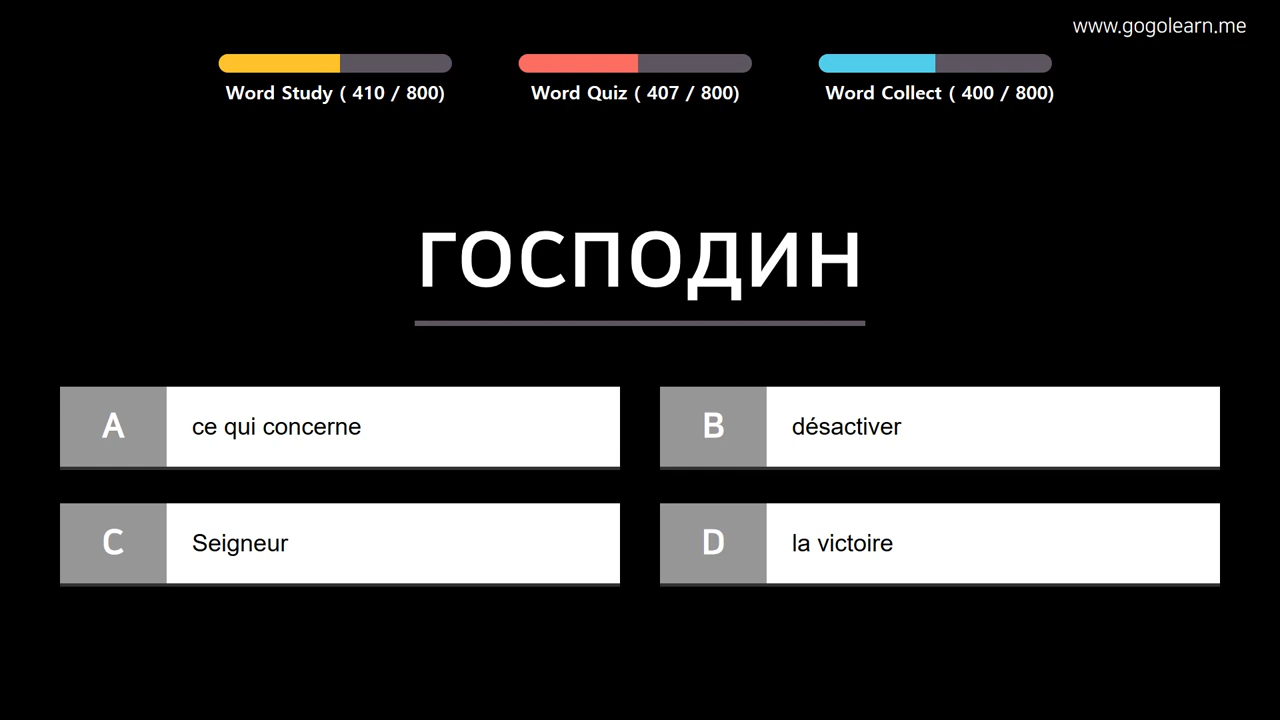 www.gogolearn.me
Word Study ( 410 / 800)
Word Quiz ( 407 / 800)
Word Collect ( 400 / 800)
господин
A ce qui concerne
B désactiver
C Seigneur
D la victoire